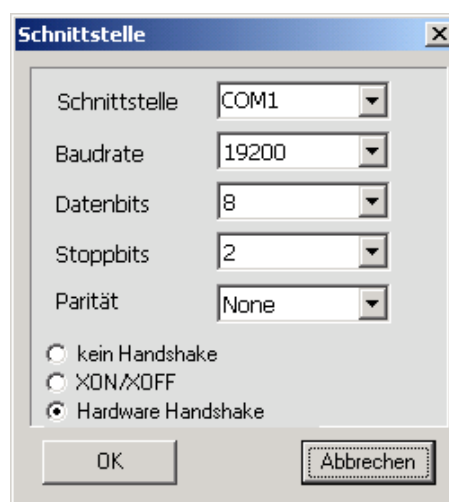 Schnittstelle
Schnittstelle COM1
Baudrate 19200
Datenbits 8
Stoppbits 2
Parität None
kein Handshake
XON/XOFF
Hardware Handshake
OK Abbrechen